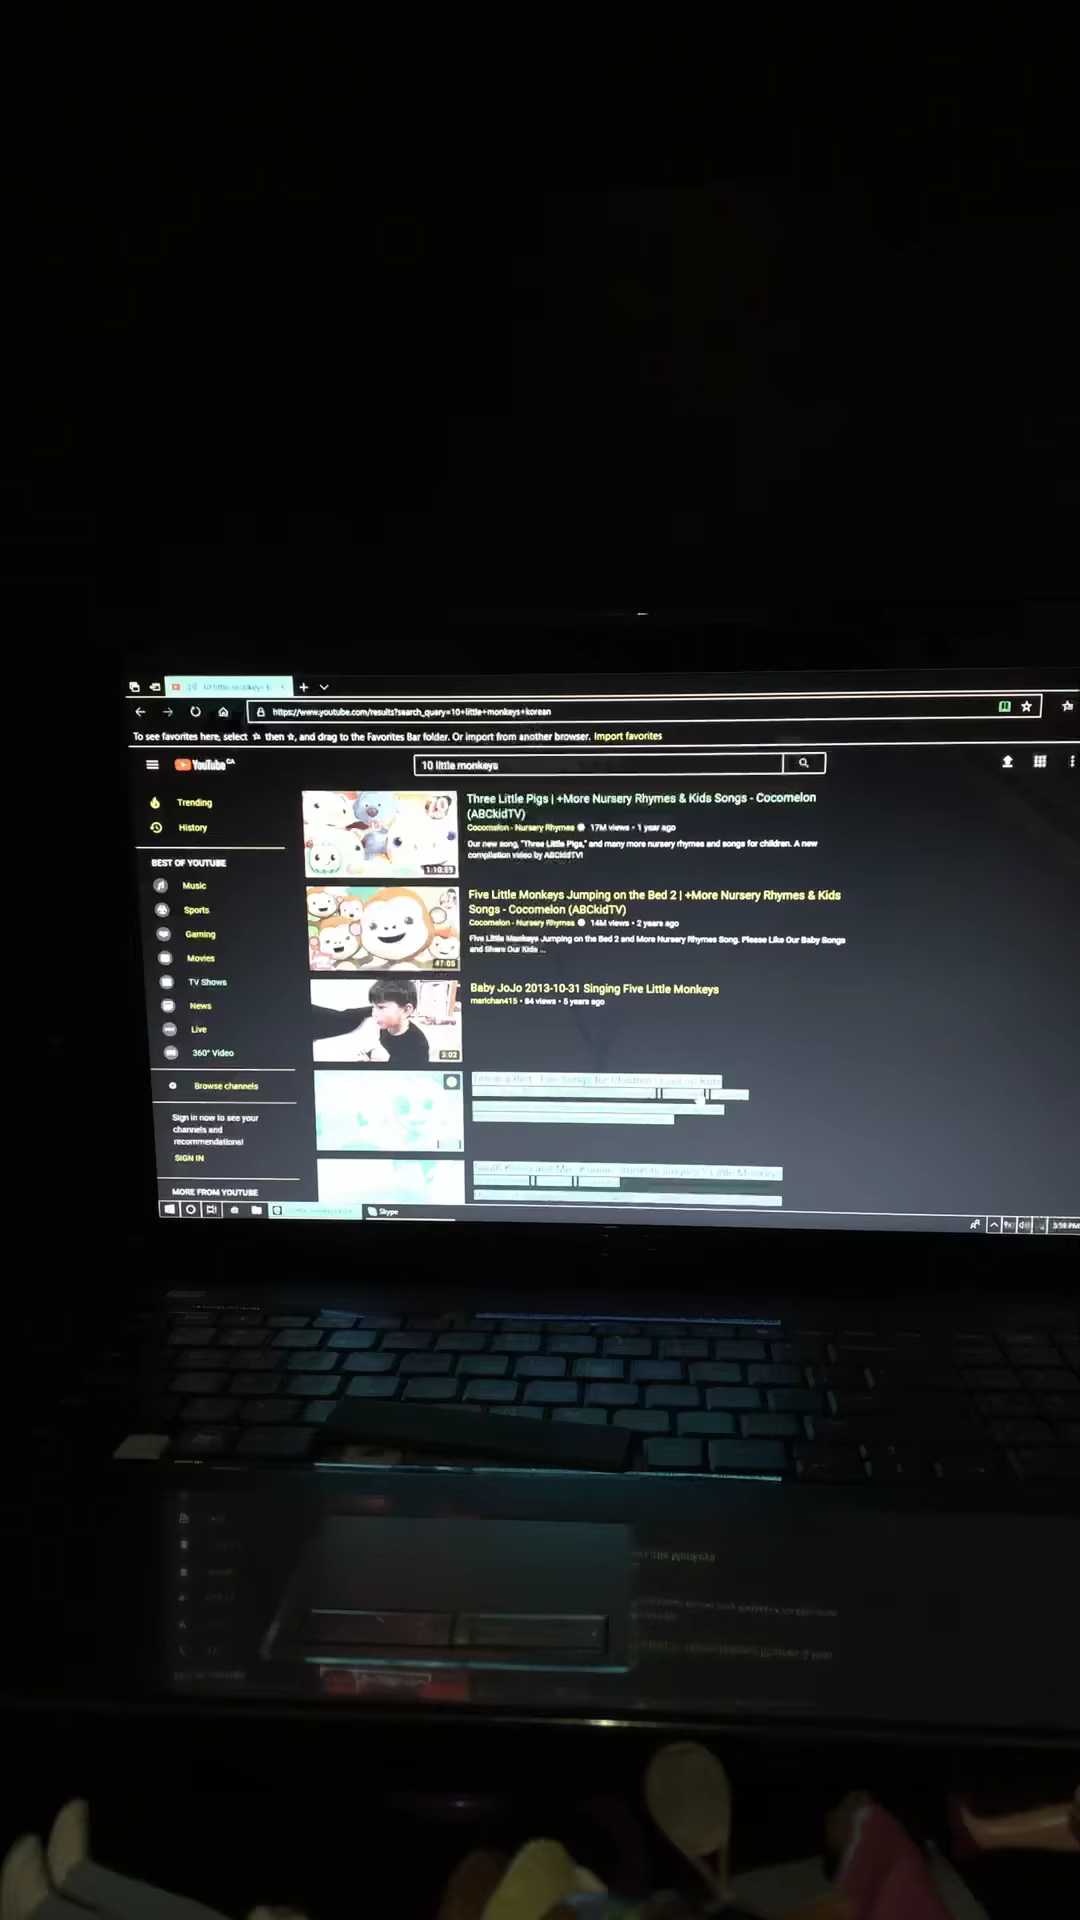 10 little monkeys k
https://www.youtube.com/results?search_query=10+little+monkeys+korean
To see favorites here, select ☆ then ☆, and drag to the Favorites Bar folder. Or import from another browser. Import favorites
YouTube CA
10 little monkeys
Trending
History
BEST OF YOUTUBE
Music
Sports
Gaming
Movies
TV Shows
News
Live
360° Video
Browse channels
Sign in now to see your
channels and
recommendations!
SIGN IN
MORE FROM YOUTUBE
1:10:59
Three Little Pigs | +More Nursery Rhymes & Kids Songs - Cocomelon
(ABCkidTV)
Cocomelon - Nursery Rhymes 17M views • 1 year ago
Our new song, "Three Little Pigs," and many more nursery rhymes and songs for children. A new
compilation video by ABCkidTV!
47:05
Five Little Monkeys Jumping on the Bed 2 | +More Nursery Rhymes & Kids
Songs - Cocomelon (ABCkidTV)
Cocomelon - Nursery Rhymes 14M views • 2 years ago
Five Little Monkeys Jumping on the Bed 2 and More Nursery Rhymes Song. Please Like Our Baby Songs
and Share Our Kids ...
3:02
Baby JoJo 2013-10-31 Singing Five Little Monkeys
marichan415 • 84 views • 5 years ago
Skype
3:59 PM